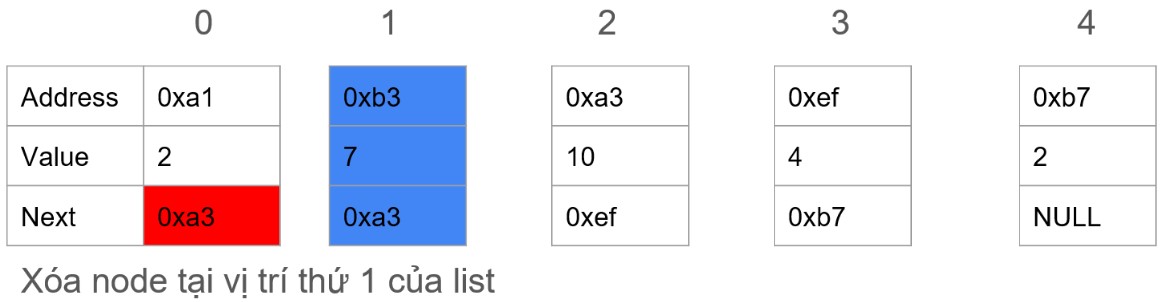 0 1 2 3 4
Address 0xa1 0xb3 0xa3 0xef 0xb7
Value 2 7 10 4 2
Next 0xa3 0xa3 0xef 0xb7 NULL
Xóa node tại vị trí thứ 1 của list